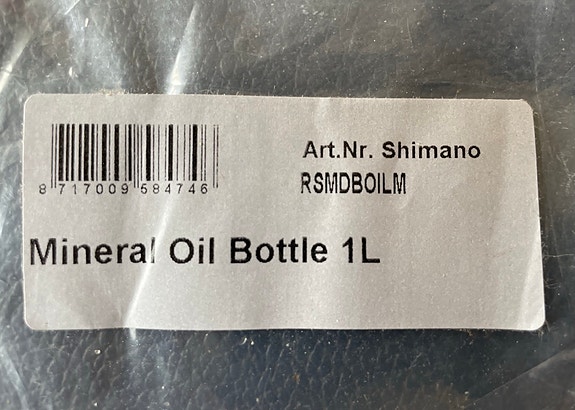 Art.Nr. Shimano
8 717009 584746
RSMDBOILM
Mineral Oil Bottle 1L